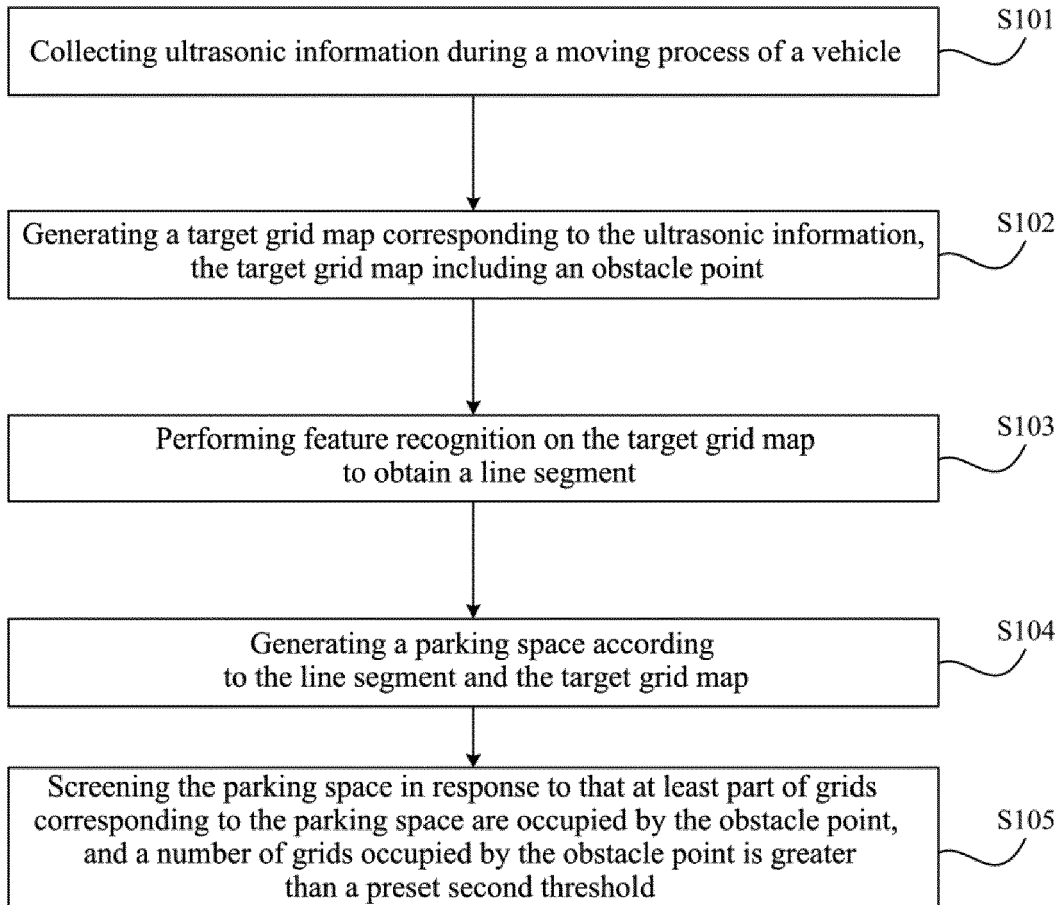 S101
Collecting ultrasonic information during a moving process of a vehicle
S102
Generating a target grid map corresponding to the ultrasonic information,
the target grid map including an obstacle point
S103
Performing feature recognition on the target grid map
to obtain a line segment
S104
Generating a parking space according
to the line segment and the target grid map
Screening the parking space in response to that at least part of grids
corresponding to the parking space are occupied by the obstacle point,
S105
and a number of grids occupied by the obstacle point is greater
than a preset second threshold